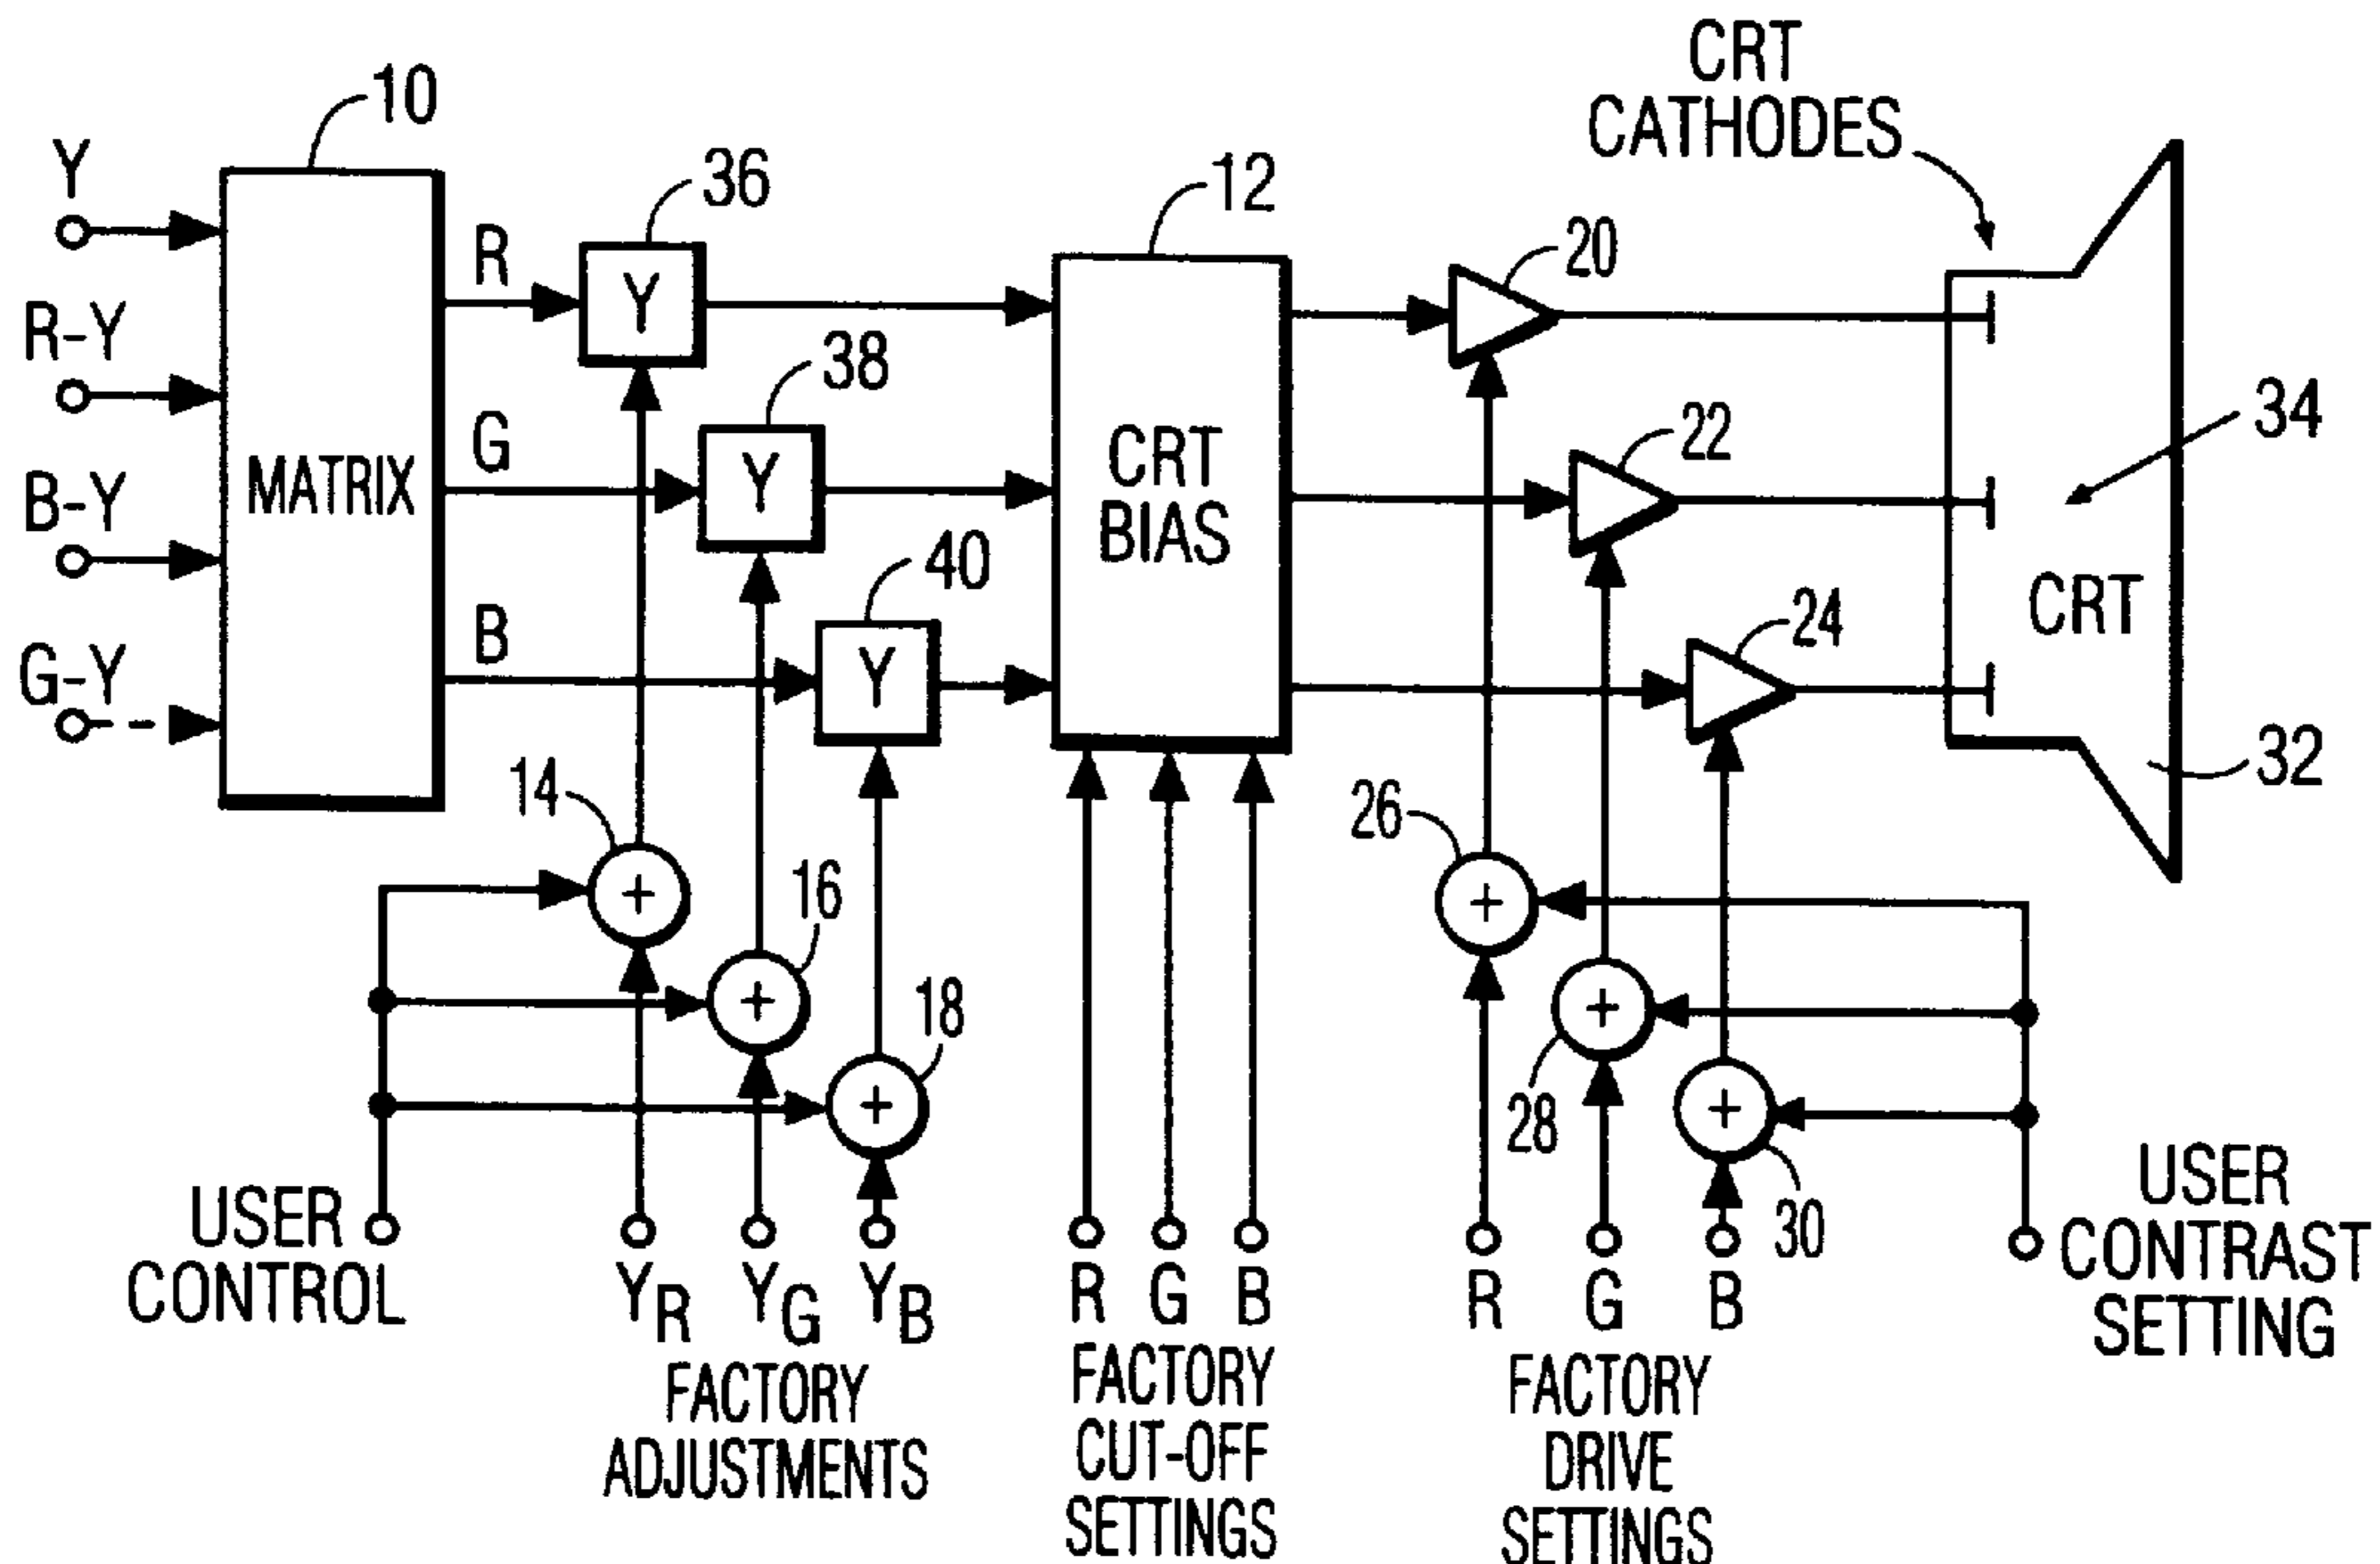 CRT
CATHODES
10
Y
36
12
20
R
Y
R-Y
38
22
34
G
MATRIX
Y
CRT
BIAS
B-Y
40
24
CRT
B
Y
G-Y
14
26
32
+
16
+
+
18
+
28
+
30
+
USER
CONTROL
YR
YG
YB
R
G
B
R
G
B
USER
CONTRAST
SETTING
FACTORY
ADJUSTMENTS
FACTORY
CUT-OFF
SETTINGS
FACTORY
DRIVE
SETTINGS